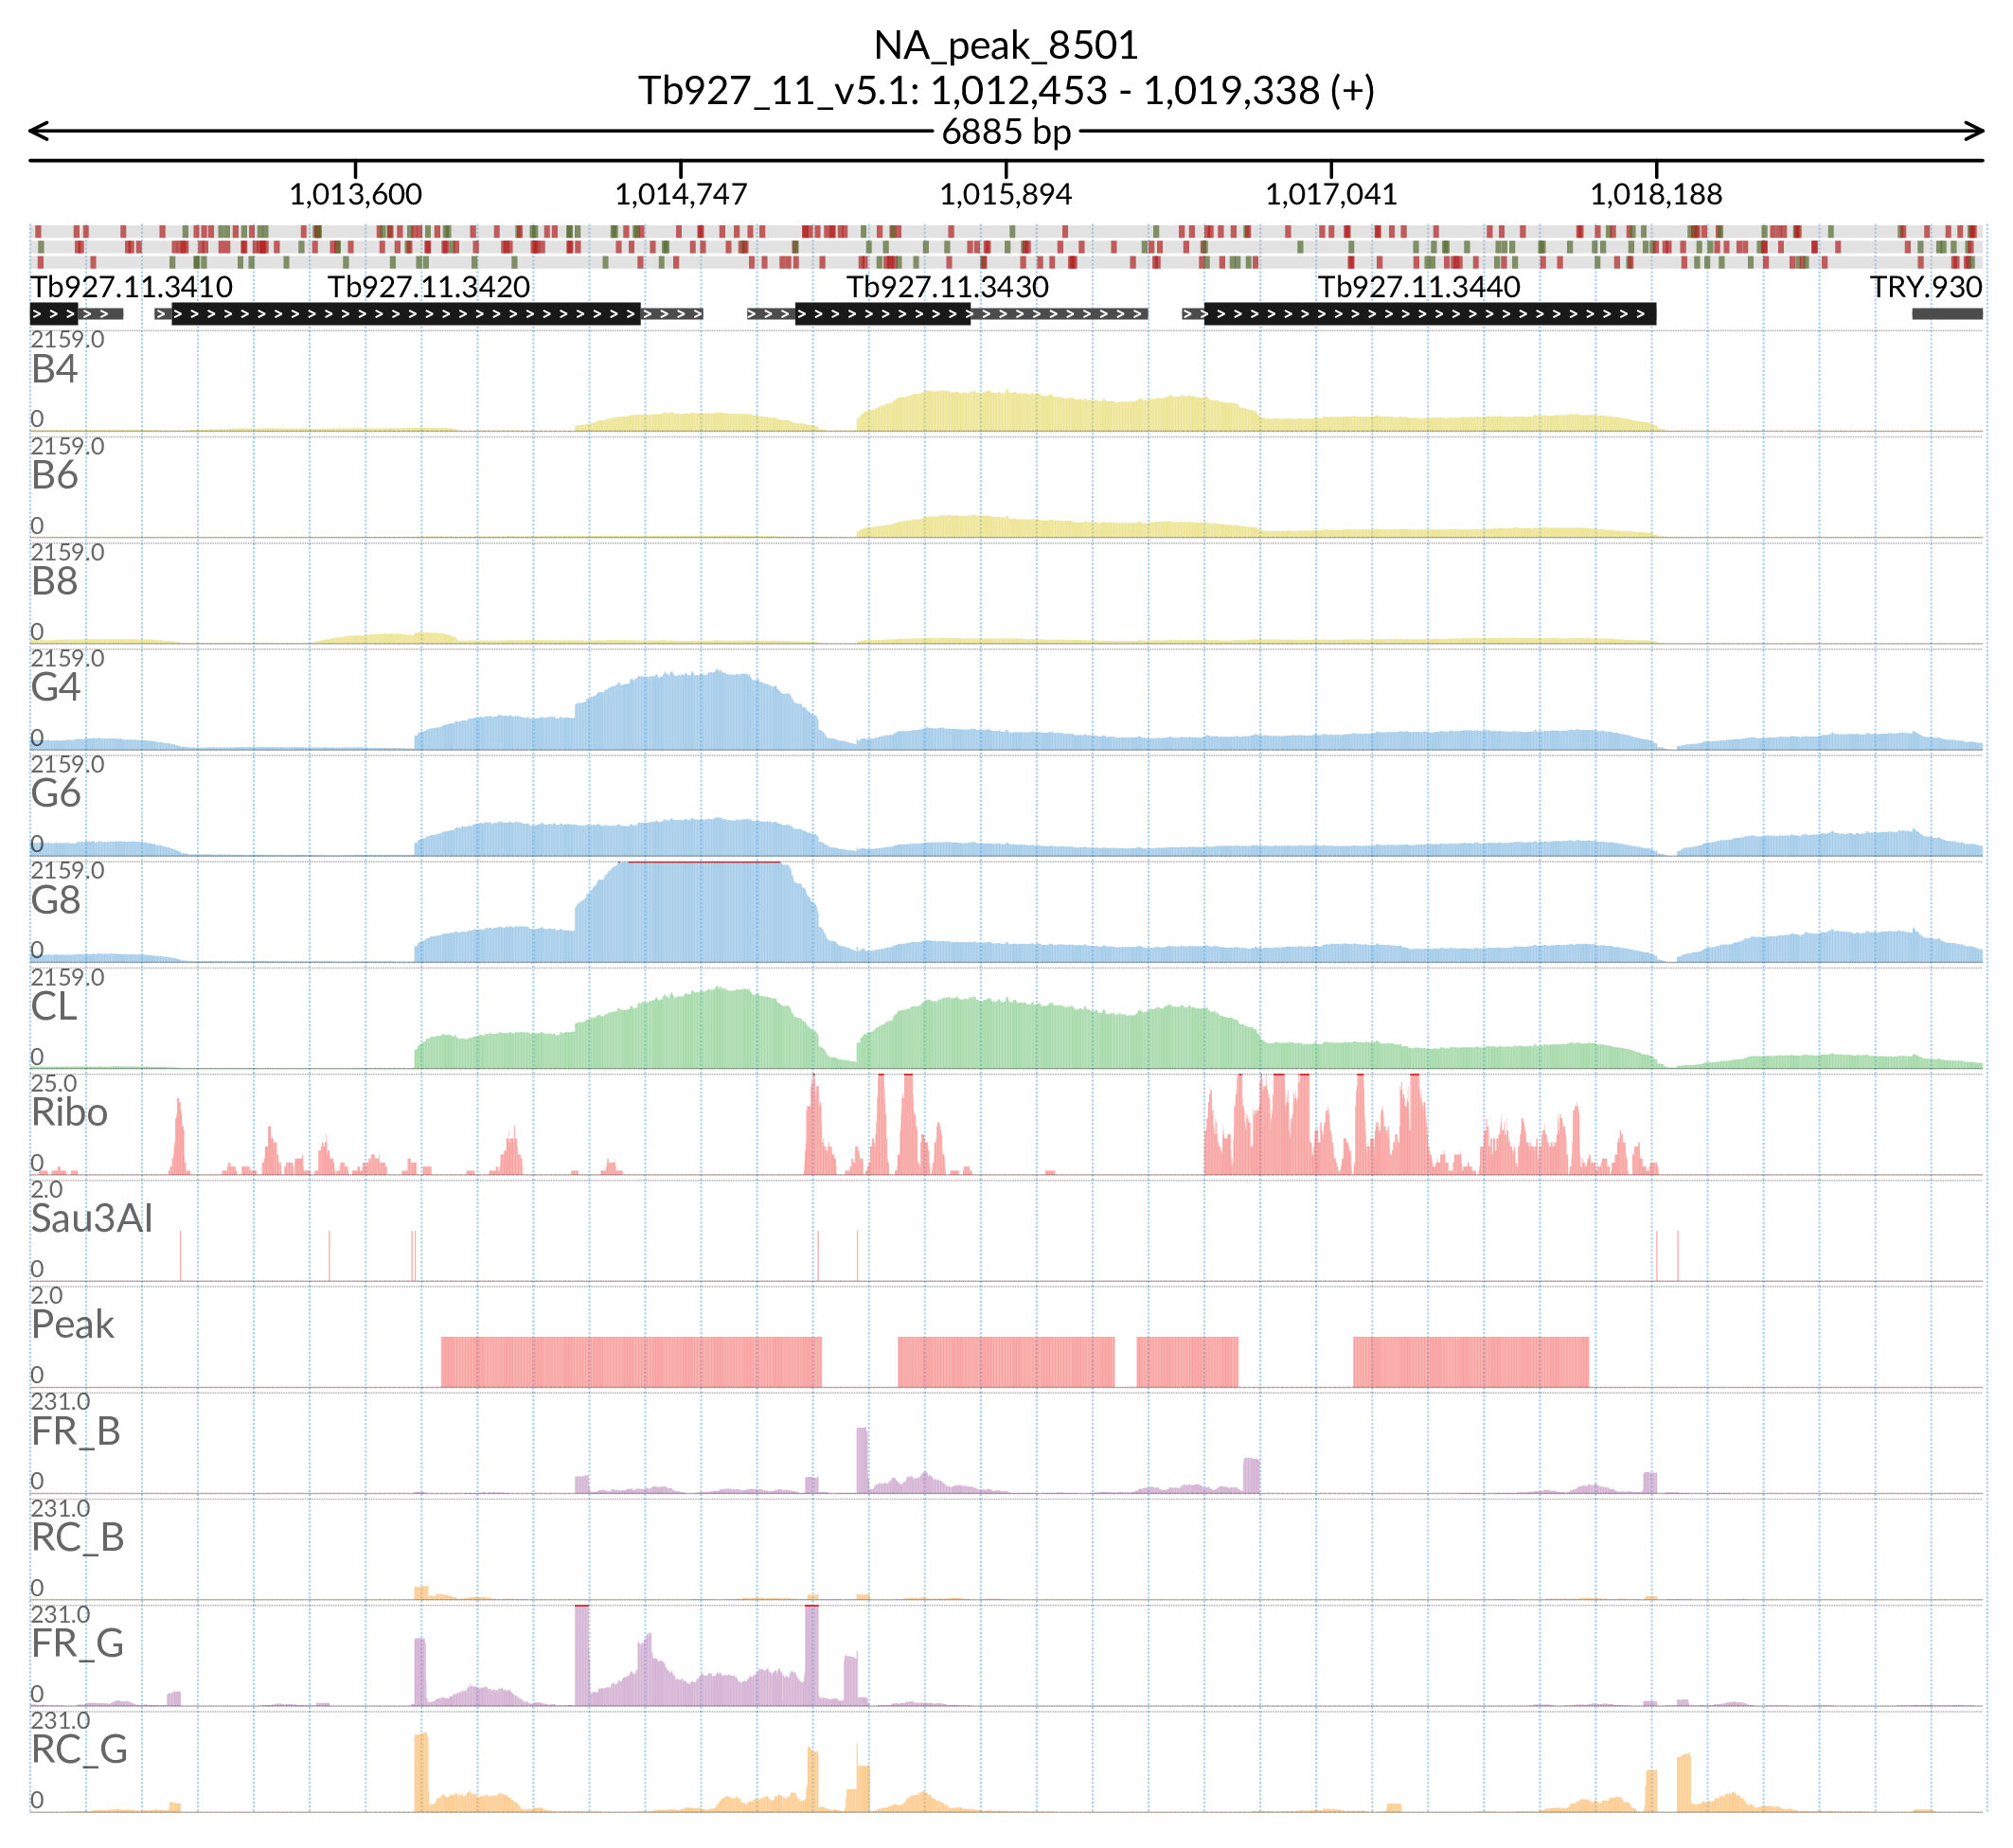 NA_peak_8501
Tb927_11_v5.1: 1,012,453 - 1,019,338 (+)
6885 bp
1,013,600 1,014,747 1,015,894 1,017,041 1,018,188
Tb927.11.3410 Tb927.11.3420 Tb927.11.3430 Tb927.11.3440 TRY.930
2159.0
B4
0
2159.0
B6
0
2159.0
B8
0
2159.0
G4
0
2159.0
G6
0
2159.0
G8
0
2159.0
CL
0
25.0
Ribo
0
2.0
Sau3AI
0
2.0
Peak
0
231.0
FR_B
0
231.0
RC_B
0
231.0
FR_G
0
231.0
RC_G
0